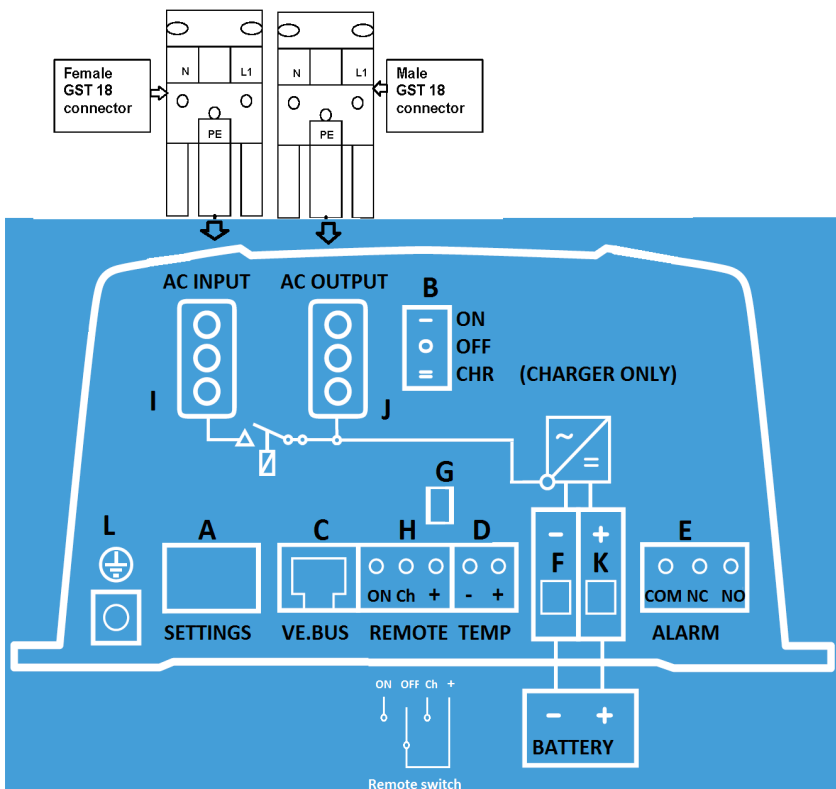 Female
GST 18
connector
N L1
PE
N L1
PE
Male
GST 18
connector
AC INPUT
AC OUTPUT
B
ON
OFF
CHR (CHARGER ONLY)
I
J
~
=
G
L
A
SETTINGS
C
VE.BUS
H
ON Ch +
REMOTE
D
- +
TEMP
- +
F K
E
COM NC NO
ALARM
ON OFF Ch +
Remote switch
- +
BATTERY